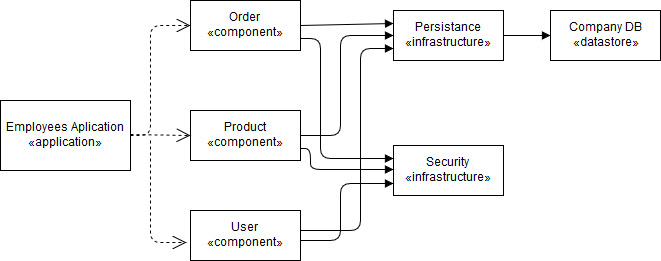 Order
«component»
Persistance
«infrastructure»
Company DB
«datastore»
Employees Aplication
«application»
Product
«component»
Security
«infrastructure»
User
«component»